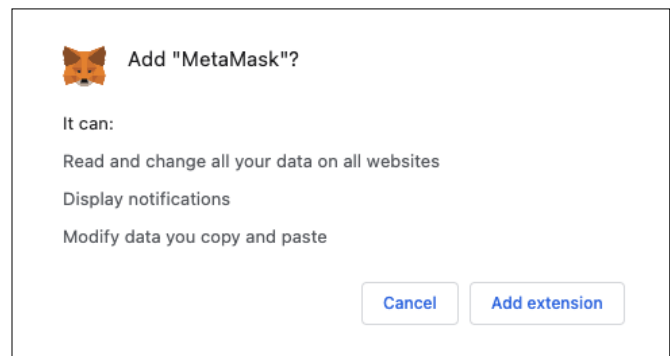 Add "MetaMask"?
It can:
Read and change all your data on all websites
Display notifications
Modify data you copy and paste
Cancel
Add extension